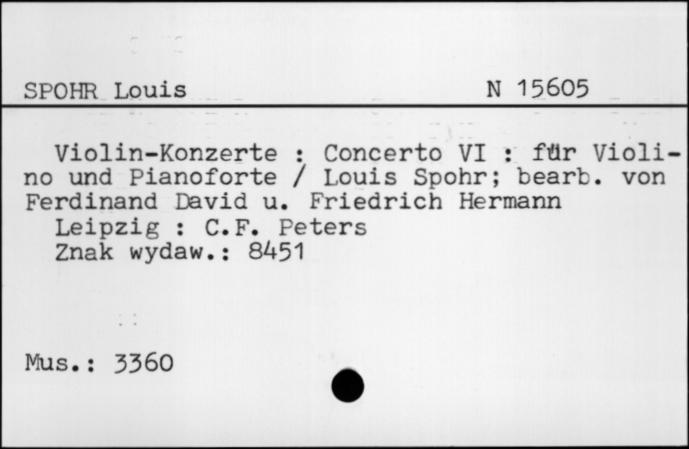 SPOHR Louis
N 15605
Violin-Konzerte : Concerto VI : für Violi-
no und Pianoforte / Louis Spohr; bearb. von
Ferdinand David u. Friedrich Hermann
Leipzig : C.F. Peters
Znak wydaw.: 8451
Mus.: 3360